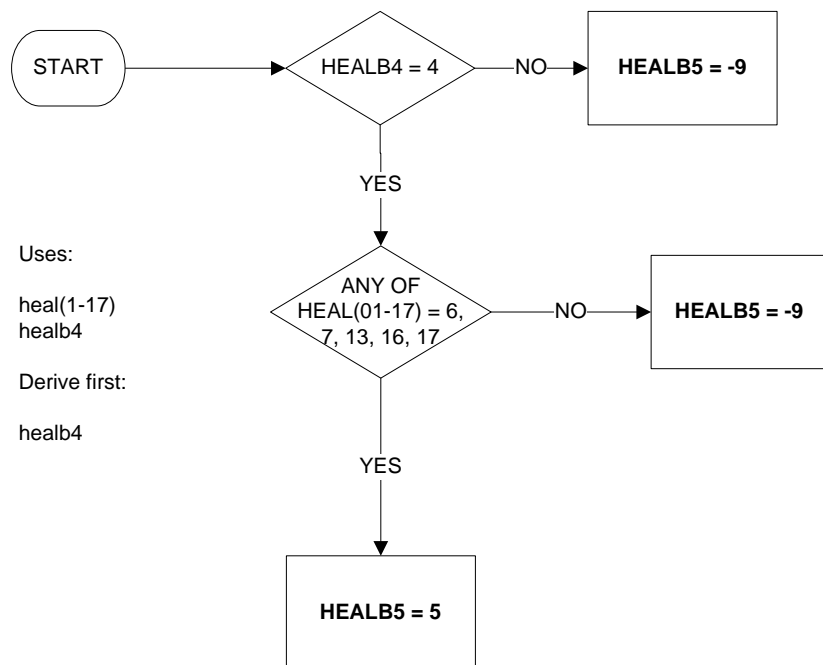 START
HEALB4 = 4
NO
HEALB5 = -9
YES
Uses:
heal(1-17)
healb4
Derive first:
healb4
ANY OF
HEAL(01-17) = 6,
7, 13, 16, 17
NO
HEALB5 = -9
YES
HEALB5 = 5